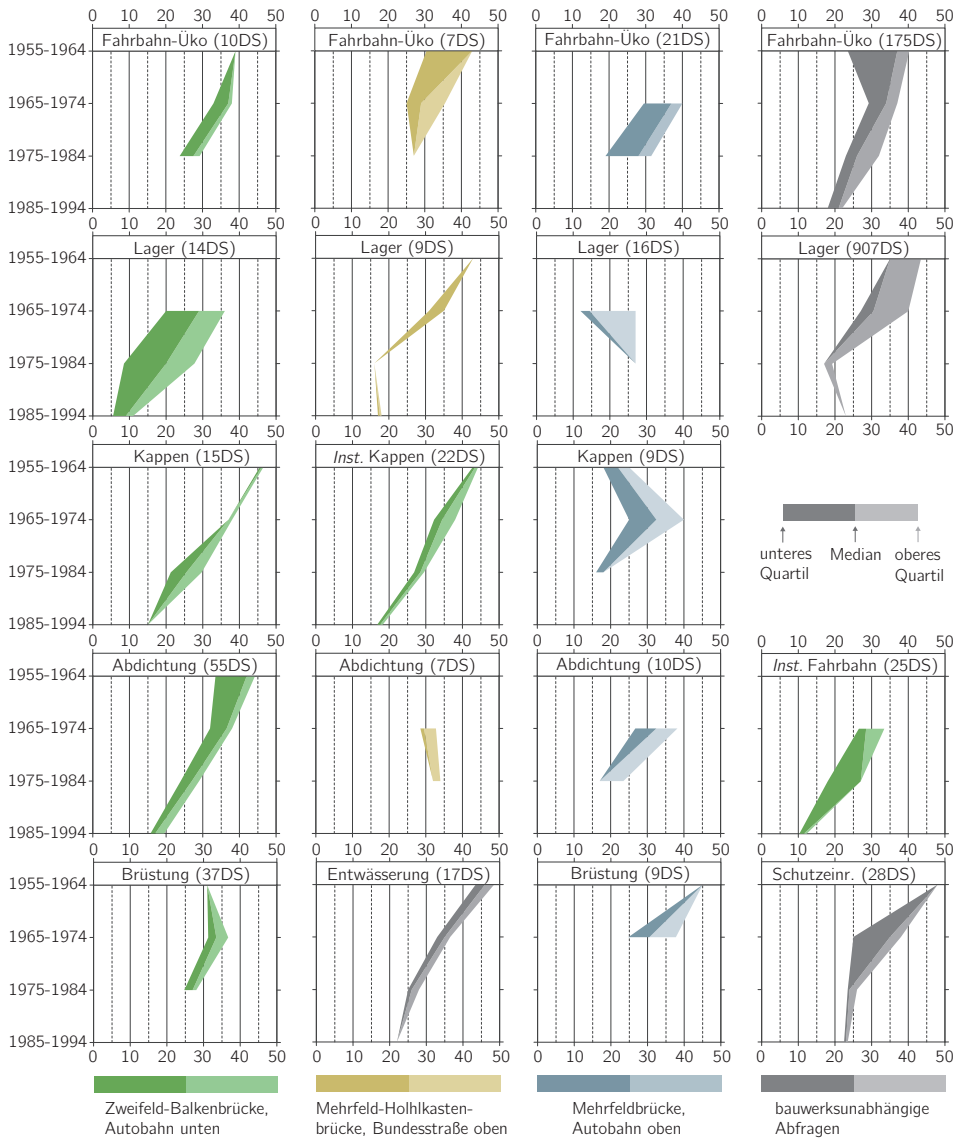 0 10 20 30 40 50 0 10 20 30 40 50 0 10 20 30 40 50 0 10 20 30 40 50
Fahrbahn-Üko (10DS) Fahrbahn-Üko (7DS) Fahrbahn-Üko (21DS) Fahrbahn-Üko (175DS)
1955-1964
1965-1974
1975-1984
1985-1994
0 10 20 30 40 50 0 10 20 30 40 50 0 10 20 30 40 50 0 10 20 30 40 50
Lager (14DS) Lager (9DS) Lager (16DS) Lager (907DS)
1955-1964
1965-1974
1975-1984
1985-1994
0 10 20 30 40 50 0 10 20 30 40 50 0 10 20 30 40 50 0 10 20 30 40 50
Kappen (15DS) Inst. Kappen (22DS) Kappen (9DS)
1955-1964
1965-1974
1975-1984
1985-1994
unteres Quartil
Median
oberes Quartil
0 10 20 30 40 50 0 10 20 30 40 50 0 10 20 30 40 50 0 10 20 30 40 50
Abdichtung (55DS) Abdichtung (7DS) Abdichtung (10DS) Inst. Fahrbahn (25DS)
1955-1964
1965-1974
1975-1984
1985-1994
0 10 20 30 40 50 0 10 20 30 40 50 0 10 20 30 40 50 0 10 20 30 40 50
Brüstung (37DS) Entwässerung (17DS) Brüstung (9DS) Schutzeinr. (28DS)
1955-1964
1965-1974
1975-1984
1985-1994
0 10 20 30 40 50 0 10 20 30 40 50 0 10 20 30 40 50 0 10 20 30 40 50
Zweifeld-Balkenbrücke,
Autobahn unten
Mehrfeld-Holhlkasten-
brücke, Bundesstraße oben
Mehrfeldbrücke,
Autobahn oben
bauwerksunabhängige
Abfragen